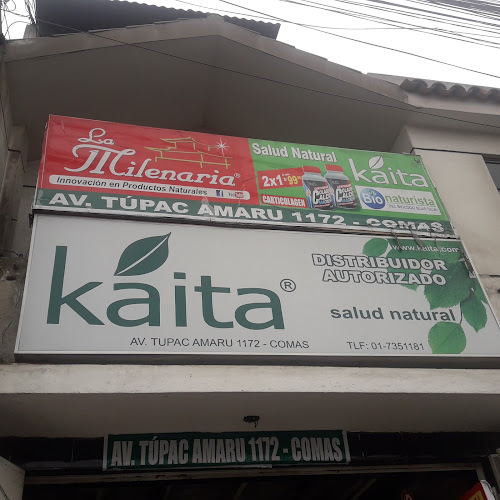 La Milenaria®
Innovación en Productos Naturales
Salud Natural
2x1
CARTICOLAGEN
kaita
Bio naturista
AV. TÚPAC AMARU 1172 - COMAS
www.kaita.com
kaita®
DISTRIBUIDOR
AUTORIZADO
salud natural
AV. TUPAC AMARU 1172 - COMAS
TLF: 01-7351181
AV. TÚPAC AMARU 1172 - COMAS